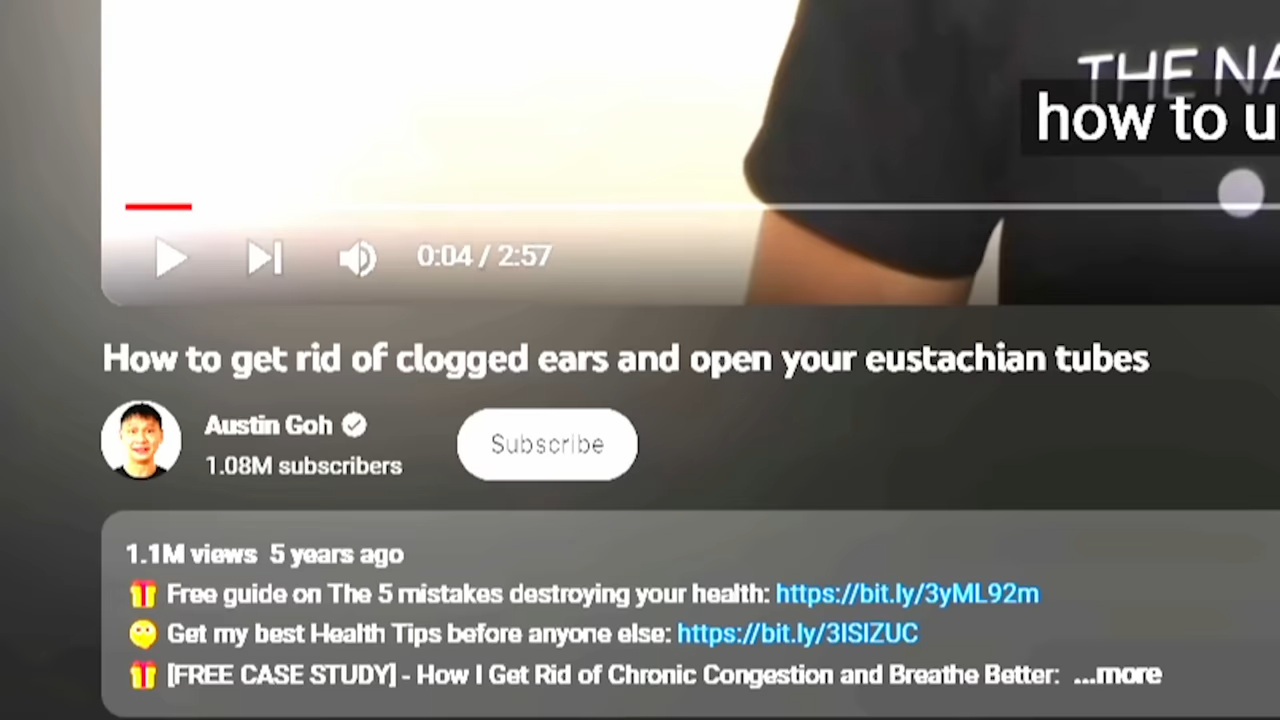 THE NA
how to u
0:04 / 2:57
How to get rid of clogged ears and open your eustachian tubes
Austin Goh
1.08M subscribers
Subscribe
1.1M views 5 years ago
Free guide on The 5 mistakes destroying your health: https://bit.ly/3yML92m
Get my best Health Tips before anyone else: https://bit.ly/3ISIZUC
[FREE CASE STUDY] - How I Get Rid of Chronic Congestion and Breathe Better: ...more